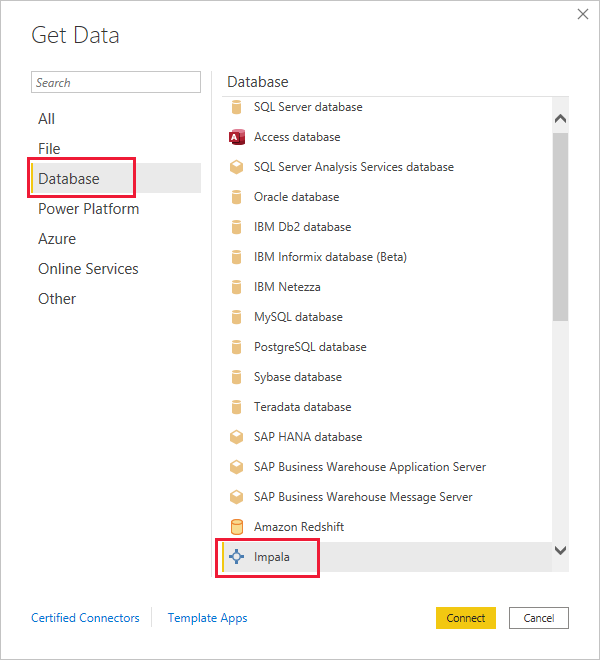 Get Data
Search
All
File
Database
Power Platform
Azure
Online Services
Other
Database
SQL Server database
A
Access database
SQL Server Analysis Services database
Oracle database
IBM Db2 database
IBM Informix database (Beta)
IBM Netezza
MySQL database
PostgreSQL database
Sybase database
Teradata database
SAP HANA database
SAP Business Warehouse Application Server
SAP Business Warehouse Message Server
Amazon Redshift
Impala
Certified Connectors
Template Apps
Connect
Cancel